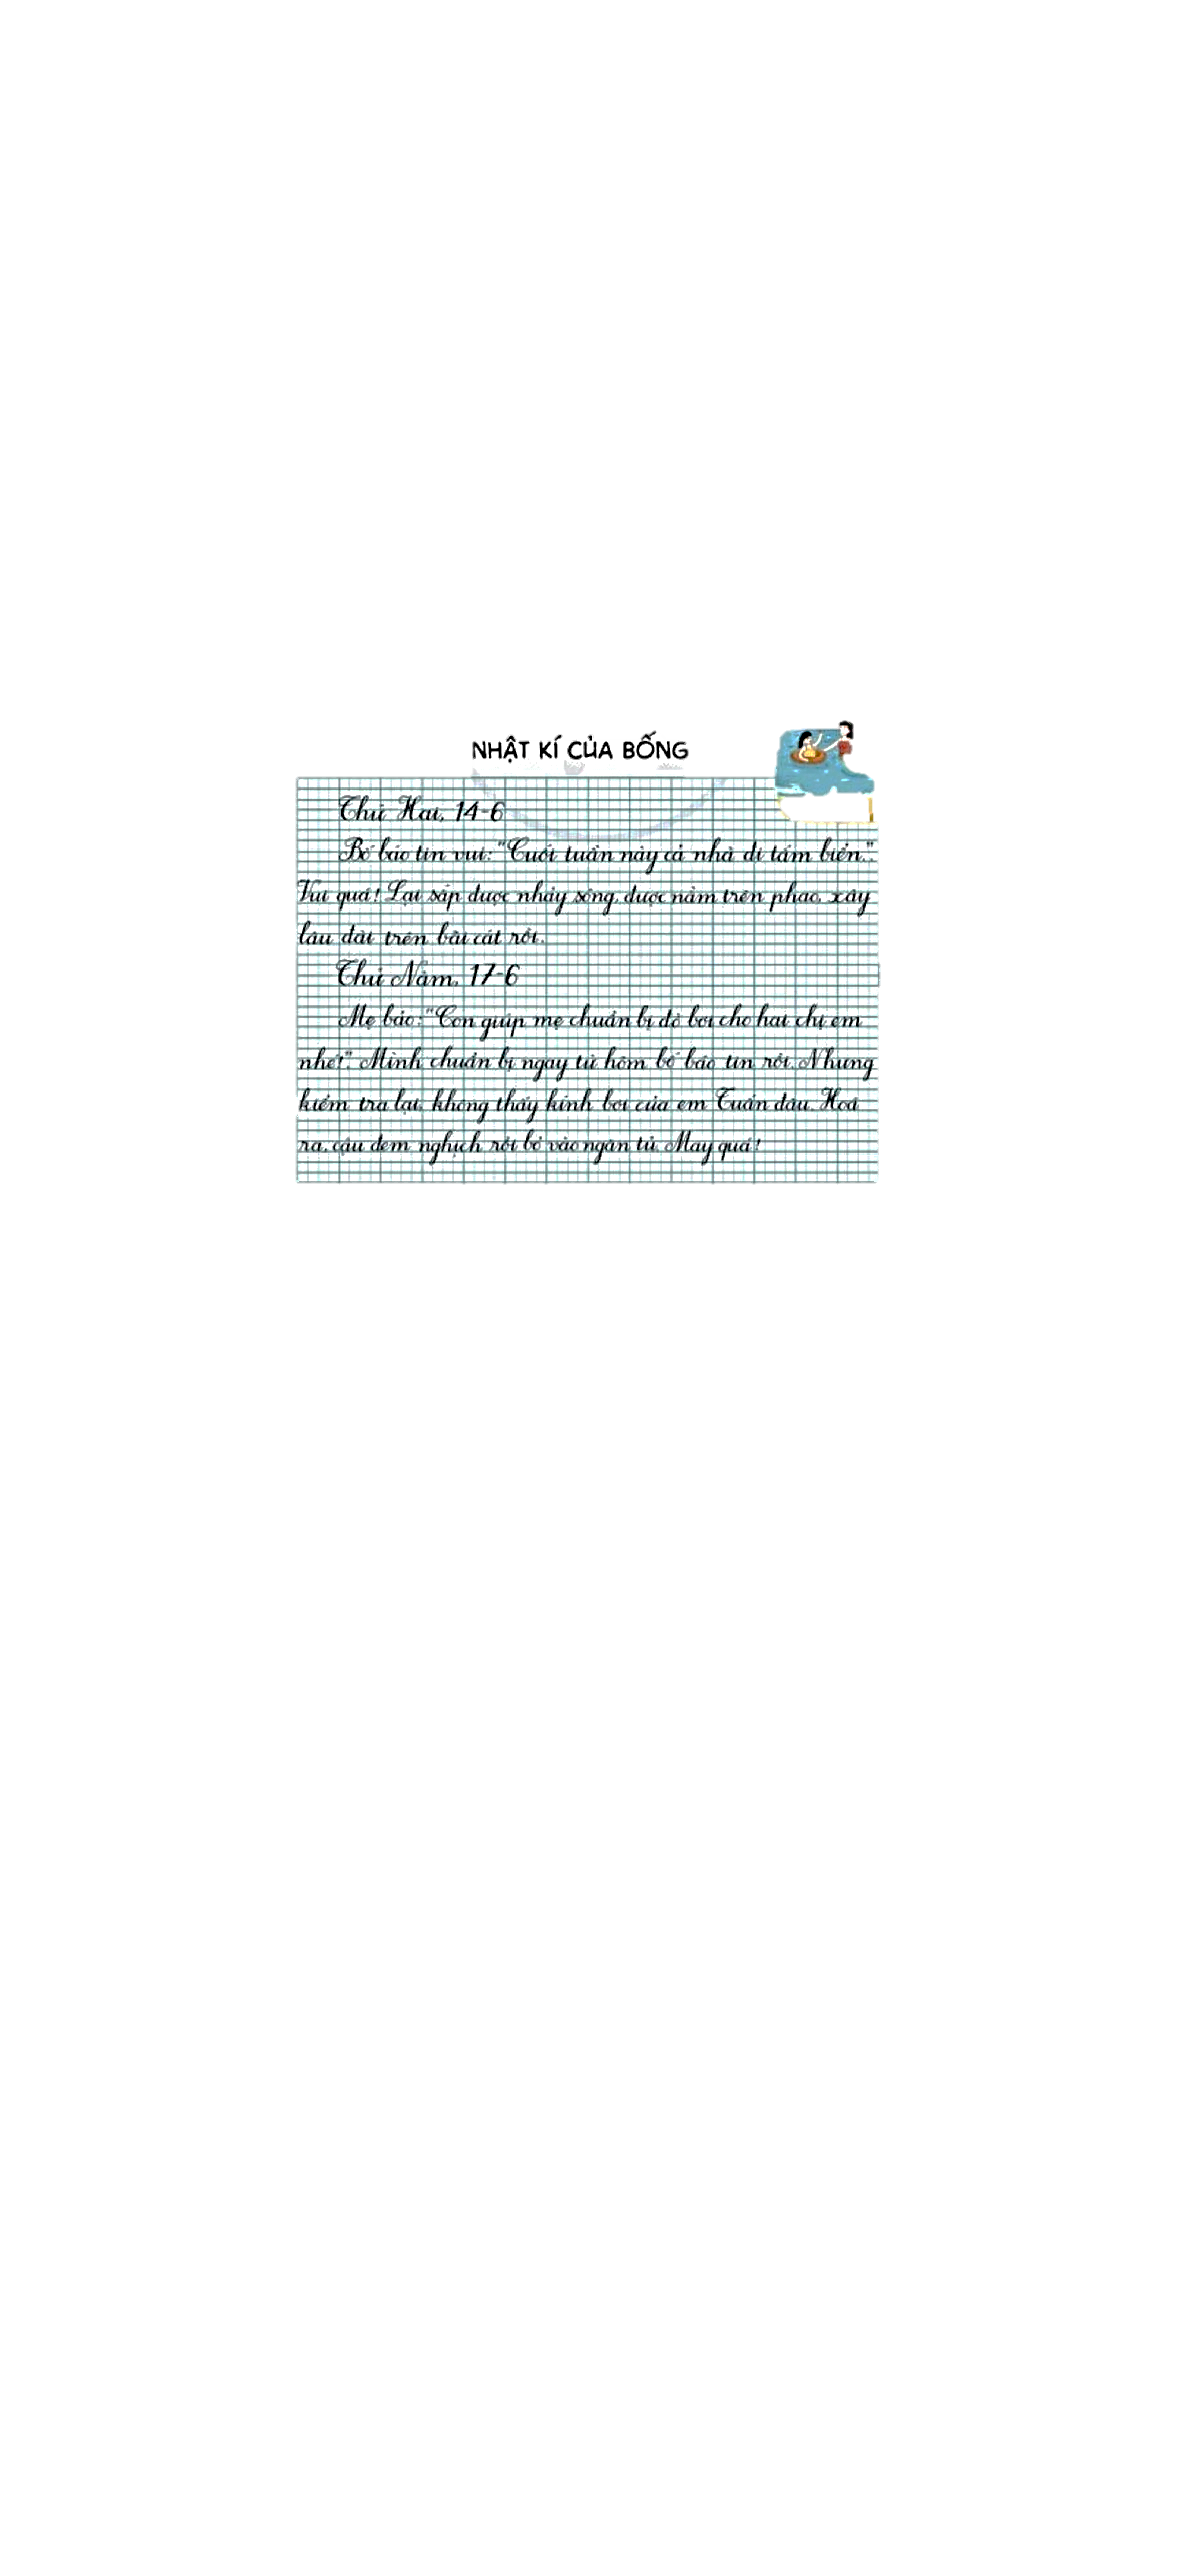 NHẬT KÍ CỦA BỐNG
Thứ Hai, 14-6
Bố báo tin vui: "Cuối tuần này cả nhà đi tắm biển.".
Vui quá! Lại sắp được nhảy sóng, được nằm trên phao, xây
lâu đài trên bãi cát rồi.
Thứ Năm, 17-6
Mẹ bảo: "Con giúp mẹ chuẩn bị đồ bơi cho hai chị em
nhé!". Mình chuẩn bị ngay từ hôm bố báo tin rồi. Nhưng
kiểm tra lại, không thấy kính bơi của em Tuấn đâu. Hoá
ra, cậu đem nghịch rồi bỏ vào ngăn tủ. May quá!